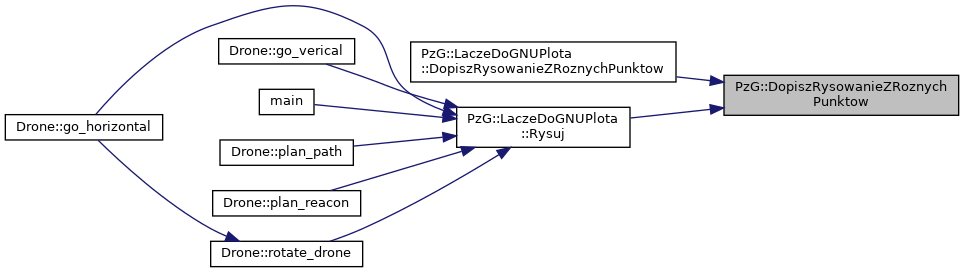 Drone::go_horizontal
Drone::go_verical
main
Drone::plan_path
Drone::plan_reacon
Drone::rotate_drone
PzG::LaczeDoGNUPlota
::DopiszRysowanieZRoznychPunktow
PzG::LaczeDoGNUPlota
::Rysuj
PzG::DopiszRysowanieZRoznych
Punktow